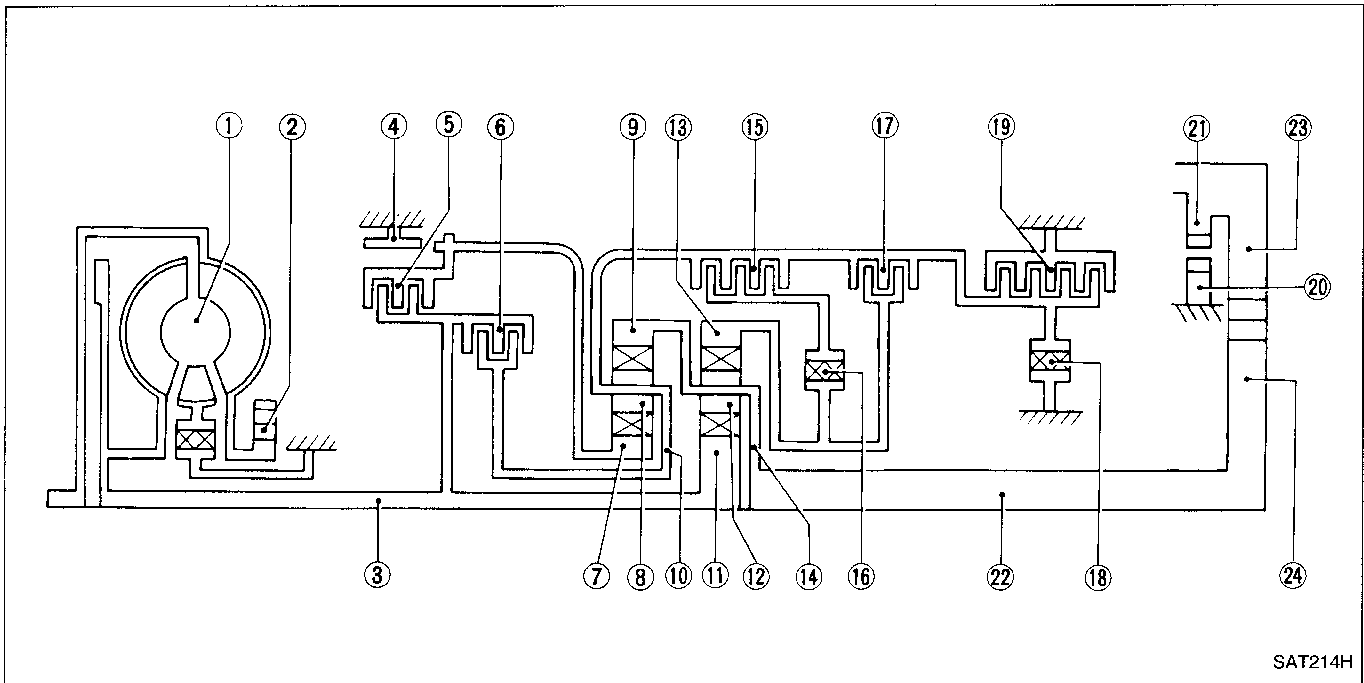 ① ② ④ ⑤ ⑥ ⑨ ⑬ ⑮ ⑰ ⑲ ㉑ ㉓
⑳
③ ⑦ ⑧ ⑩ ⑪ ⑫ ⑭ ⑯ ㉒ ⑱ ㉔
SAT214H